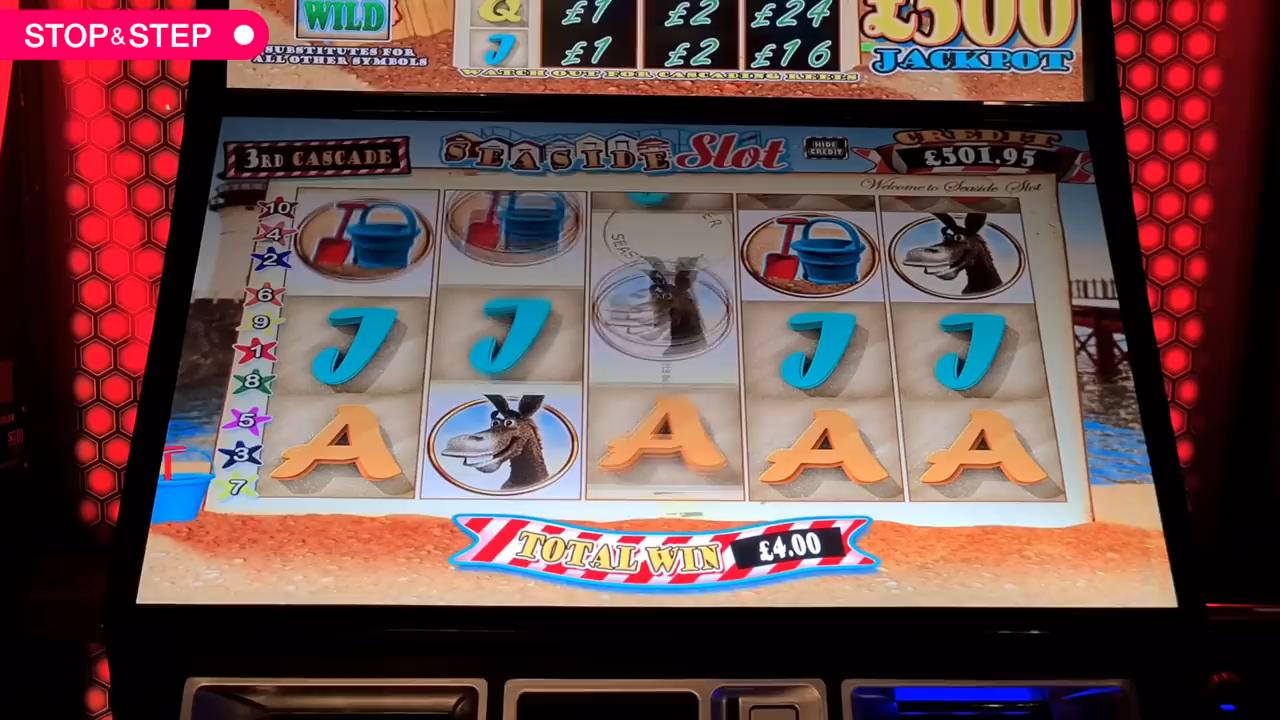 STOP&STEP
WILD
SUBSTITUTES FOR
ALL OTHER SYMBOLS
Q £1 £2 £24
J £1 £2 £16
WATCH OUT FOR CASCADING REELS
£500
JACKPOT
3RD CASCADE
SEASIDE Slot
HIDE
CREDIT
CREDIT
£501.95
Welcome to Seaside Slot
10
4
2
6
9
1
8
5
3
7
SEAS
ER
J J J J
A A A A
TOTAL WIN £4.00